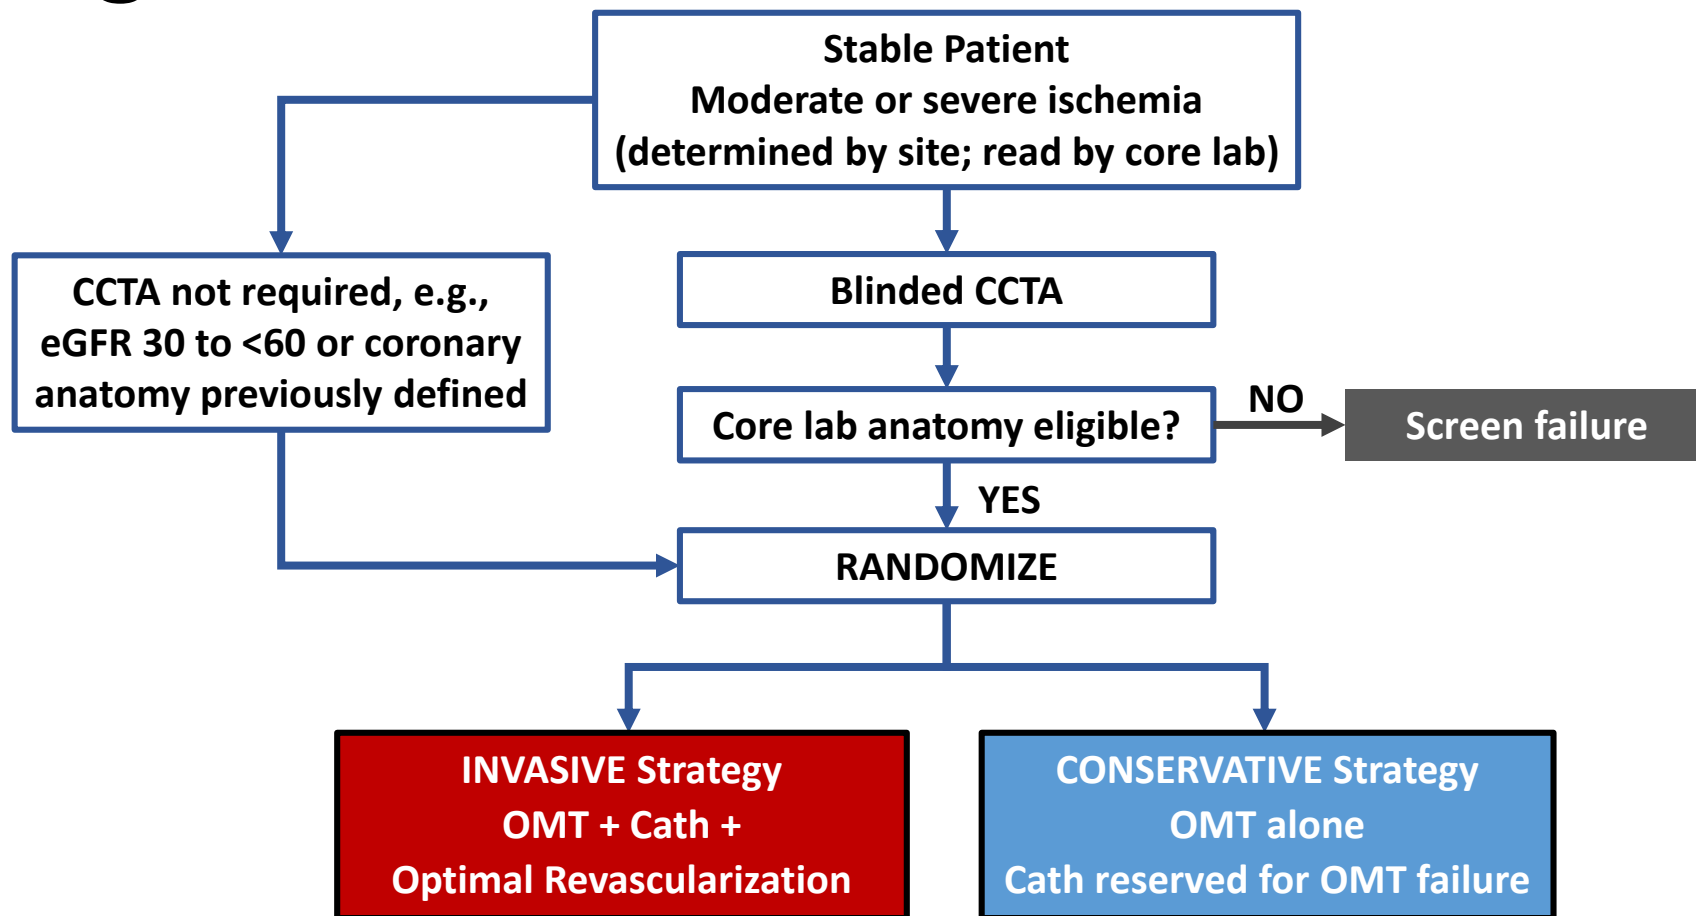 Stable Patient
Moderate or severe ischemia
(determined by site; read by core lab)
CCTA not required, e.g.,
eGFR 30 to <60 or coronary
anatomy previously defined
Blinded CCTA
Core lab anatomy eligible?
NO
Screen failure
YES
RANDOMIZE
INVASIVE Strategy
OMT + Cath +
Optimal Revascularization
CONSERVATIVE Strategy
OMT alone
Cath reserved for OMT failure